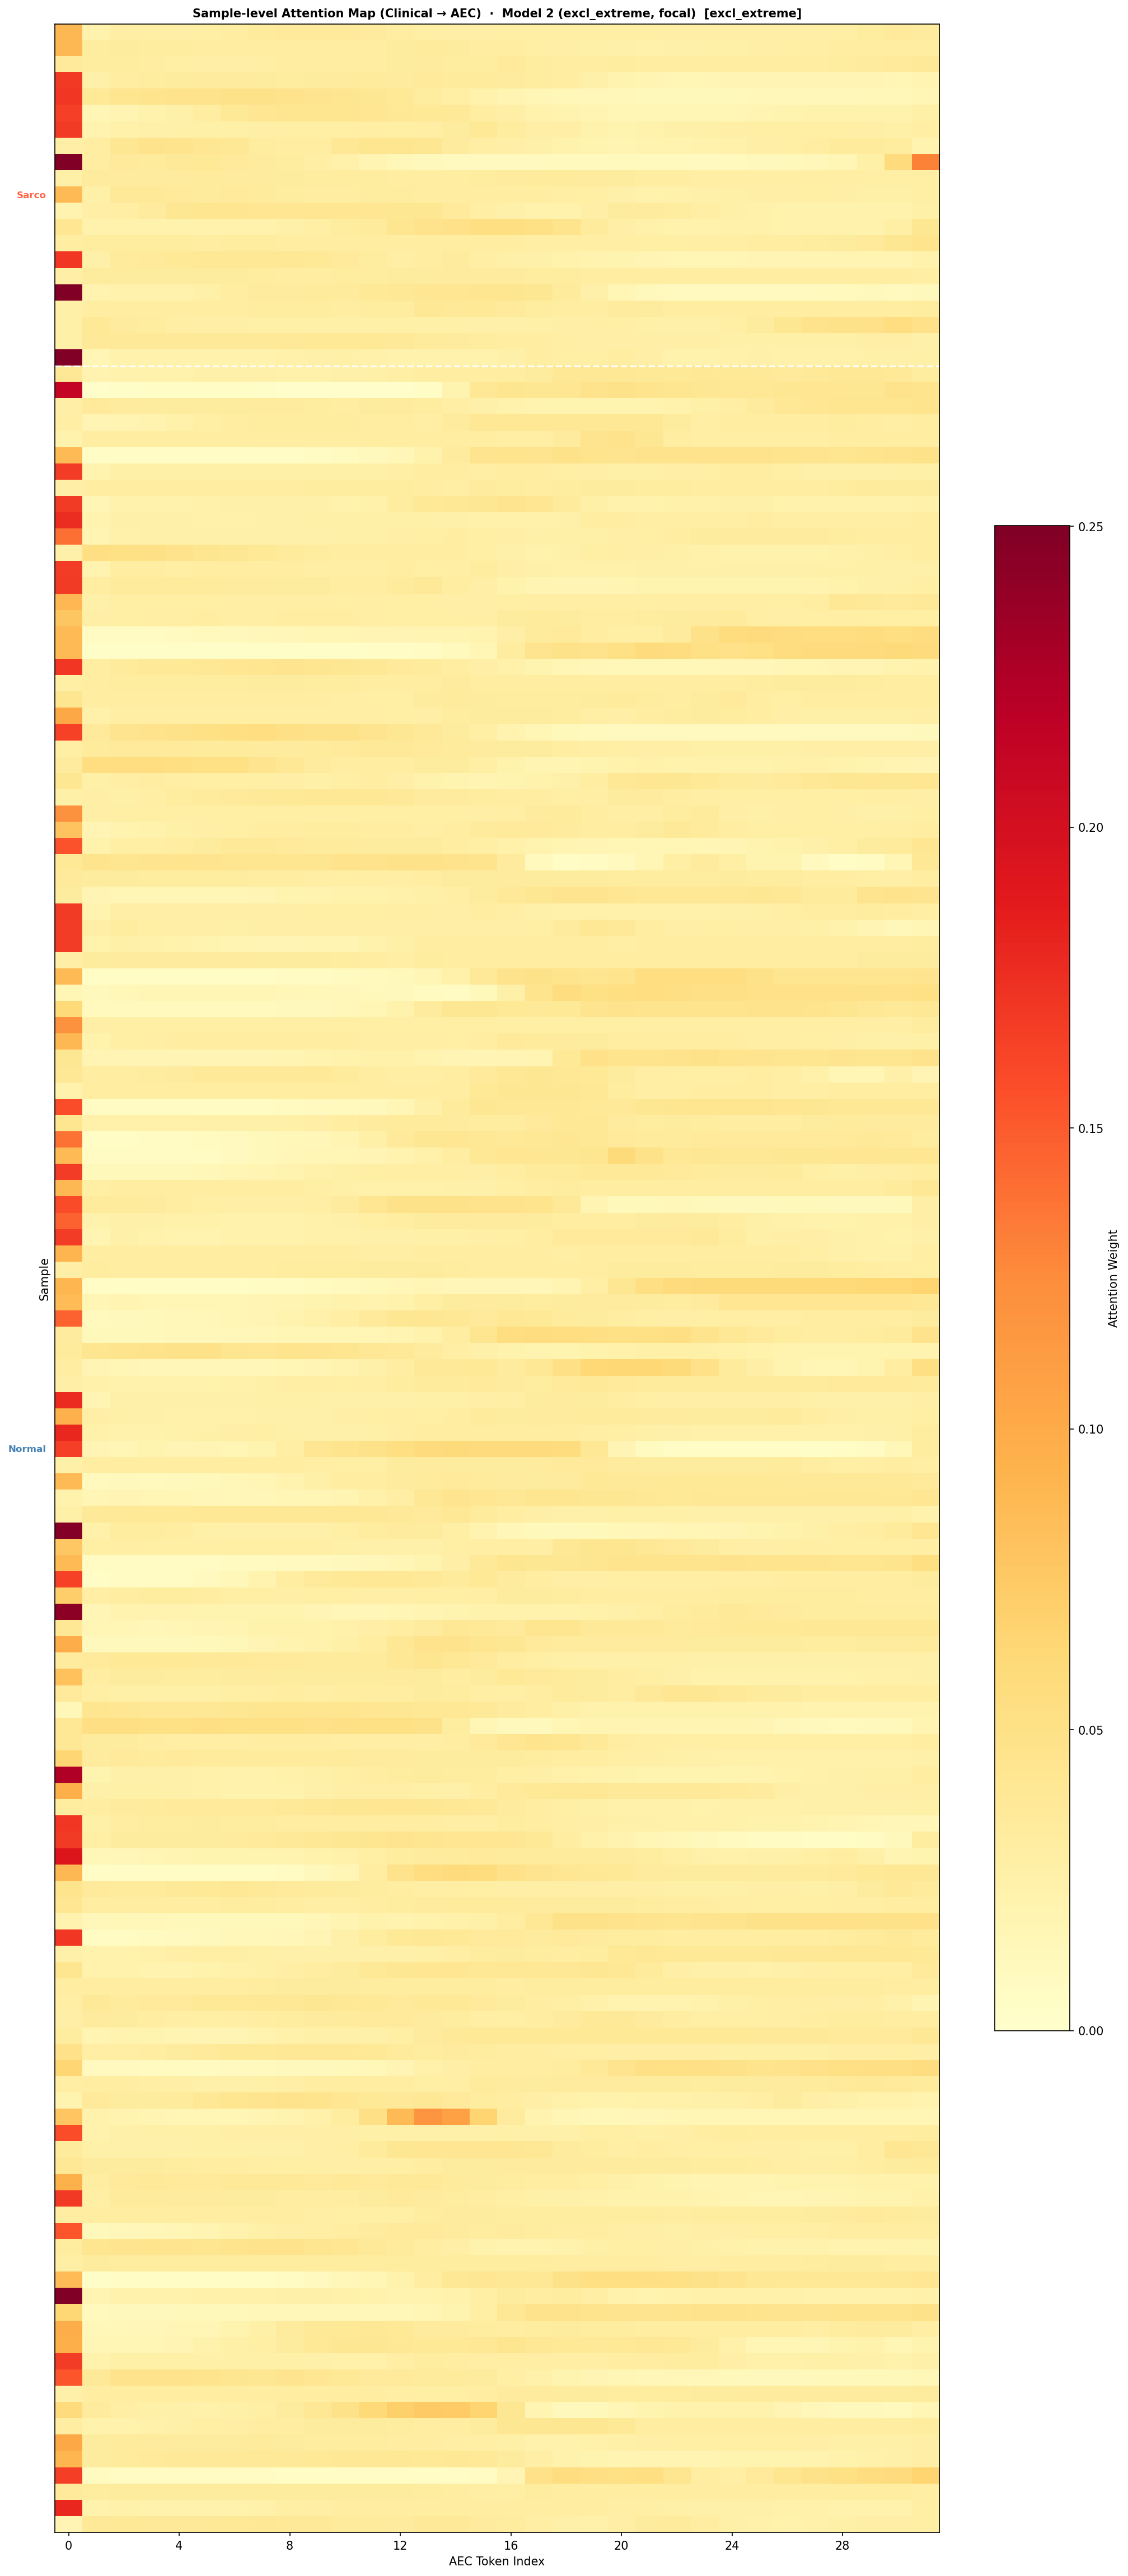 Sample-level Attention Map (Clinical → AEC)  ·  Model 2 (excl_extreme, focal)  [excl_extreme]
Sarco
Normal
Sample
0 4 8 12 16 20 24 28
AEC Token Index
0.25
0.20
0.15
0.10
0.05
0.00
Attention Weight